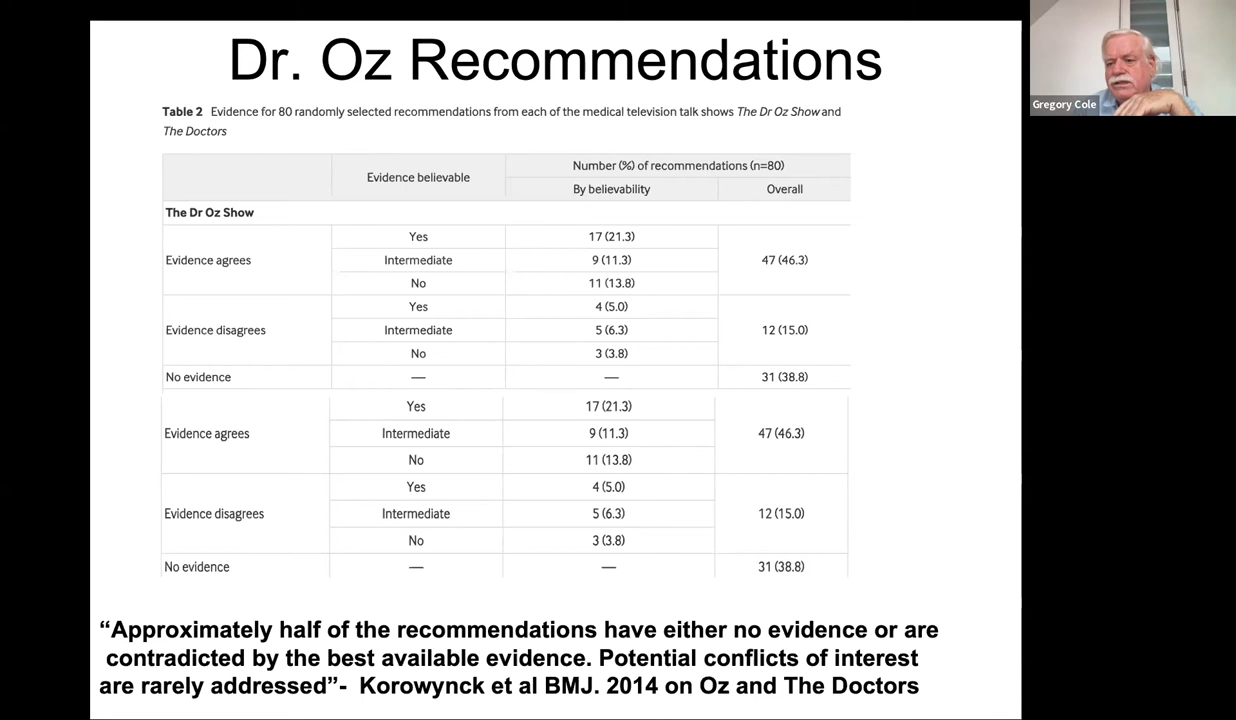 Dr. Oz Recommendations
Gregory Cole
Table 2 Evidence for 80 randomly selected recommendations from each of the medical television talk shows The Dr Oz Show and
The Doctors
Evidence believable
Number (%) of recommendations (n=80)
By believability
Overall
The Dr Oz Show
Evidence agrees
Yes
17 (21.3)
47 (46.3)
Intermediate
9 (11.3)
No
11 (13.8)
Evidence disagrees
Yes
4 (5.0)
12 (15.0)
Intermediate
5 (6.3)
No
3 (3.8)
No evidence
—
—
31 (38.8)
Evidence agrees
Yes
17 (21.3)
47 (46.3)
Intermediate
9 (11.3)
No
11 (13.8)
Evidence disagrees
Yes
4 (5.0)
12 (15.0)
Intermediate
5 (6.3)
No
3 (3.8)
No evidence
—
—
31 (38.8)
“Approximately half of the recommendations have either no evidence or are
contradicted by the best available evidence. Potential conflicts of interest
are rarely addressed”- Korowynck et al BMJ. 2014 on Oz and The Doctors